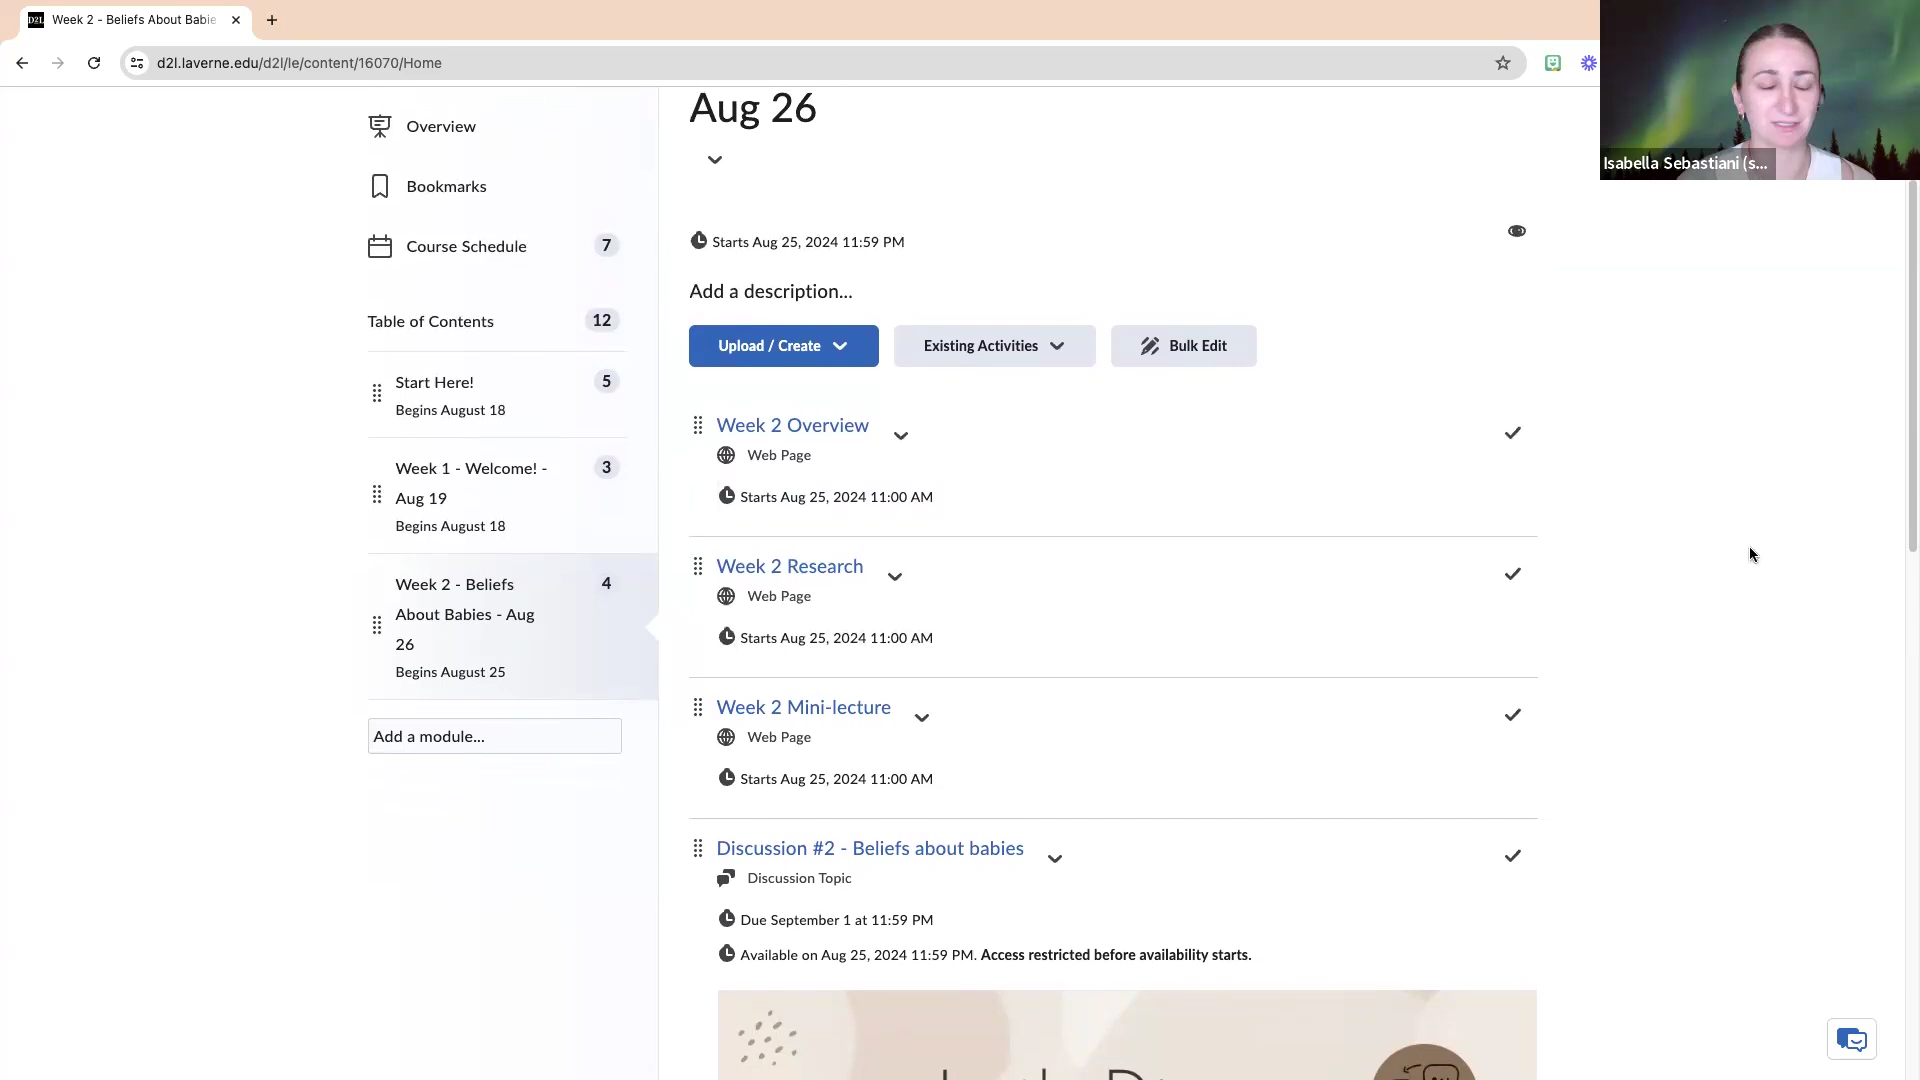 D2L
Week 2 - Beliefs About Babie
d2l.laverne.edu/d2l/le/content/16070/Home
Isabella Sebastiani (s...
Overview
Bookmarks
Course Schedule
7
Table of Contents
12
Start Here!
5
Begins August 18
Week 1 - Welcome! -
3
Aug 19
Begins August 18
Week 2 - Beliefs
4
About Babies - Aug
26
Begins August 25
Add a module...
Aug 26
Starts Aug 25, 2024 11:59 PM
Add a description...
Upload / Create
Existing Activities
Bulk Edit
Week 2 Overview
Web Page
Starts Aug 25, 2024 11:00 AM
Week 2 Research
Web Page
Starts Aug 25, 2024 11:00 AM
Week 2 Mini-lecture
Web Page
Starts Aug 25, 2024 11:00 AM
Discussion #2 - Beliefs about babies
Discussion Topic
Due September 1 at 11:59 PM
Available on Aug 25, 2024 11:59 PM. Access restricted before availability starts.